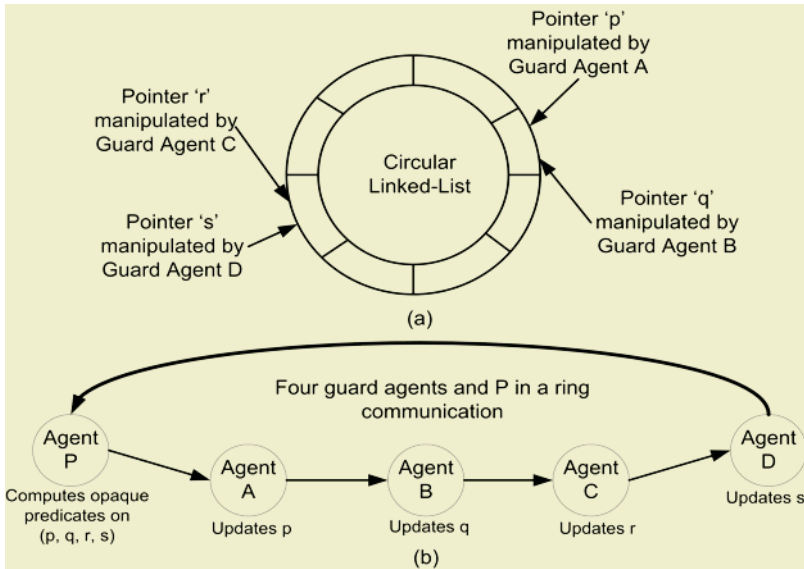 Pointer 'p'
manipulated by
Guard Agent A
Pointer 'r'
manipulated by
Guard Agent C
Circular
Linked-List
Pointer 'q'
manipulated by
Guard Agent B
Pointer 's'
manipulated by
Guard Agent D
(a)
Four guard agents and P in a ring
communication
Agent
P
Agent
A
Agent
B
Agent
C
Agent
D
Computes opaque
predicates on
(p, q, r, s)
Updates p
Updates q
Updates r
Updates s
(b)